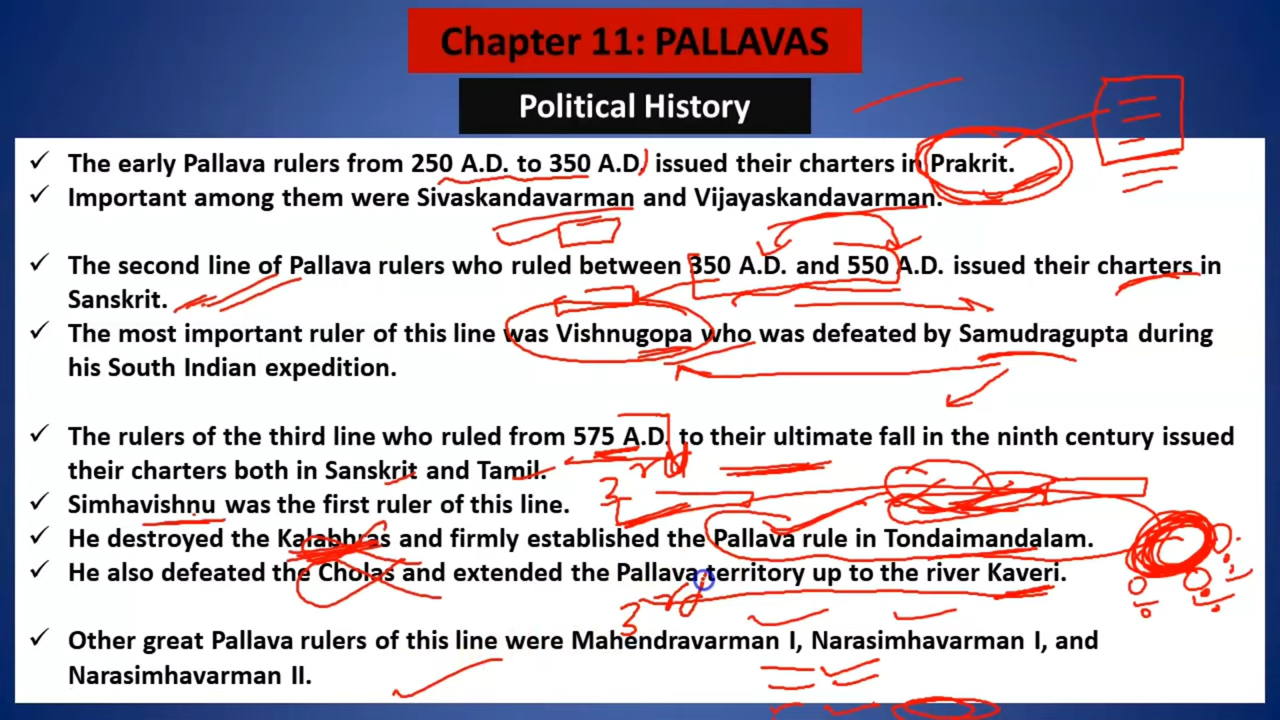 Chapter 11: PALLAVAS
Political History
✓ The early Pallava rulers from 250 A.D. to 350 A.D, issued their charters in Prakrit.
✓ Important among them were Sivaskandavarman and Vijayaskandavarman.
✓ The second line of Pallava rulers who ruled between 350 A.D. and 550 A.D. issued their charters in
Sanskrit.
✓ The most important ruler of this line was Vishnugopa who was defeated by Samudragupta during
his South Indian expedition.
✓ The rulers of the third line who ruled from 575 A.D. to their ultimate fall in the ninth century issued
their charters both in Sanskrit and Tamil.
✓ Simhavishnu was the first ruler of this line.
✓ He destroyed the Kalabhras and firmly established the Pallava rule in Tondaimandalam.
✓ He also defeated the Cholas and extended the Pallava territory up to the river Kaveri.
3rd
✓ Other great Pallava rulers of this line were Mahendravarman I, Narasimhavarman I, and
Narasimhavarman II.